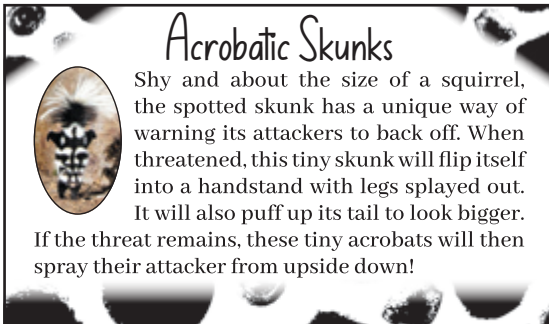 Acrobatic Skunks
Shy and about the size of a squirrel,
the spotted skunk has a unique way of
warning its attackers to back off. When
threatened, this tiny skunk will flip itself
into a handstand with legs splayed out.
It will also puff up its tail to look bigger.
If the threat remains, these tiny acrobats will then
spray their attacker from upside down!